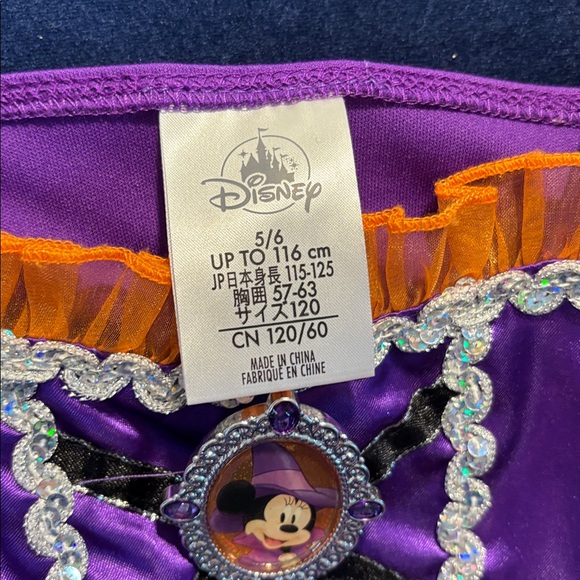 DISNEY
5/6
UP TO 116 cm
JP日本身長 115-125
胸囲 57-63
サイズ120
CN 120/60
MADE IN CHINA
FABRIQUE EN CHINE